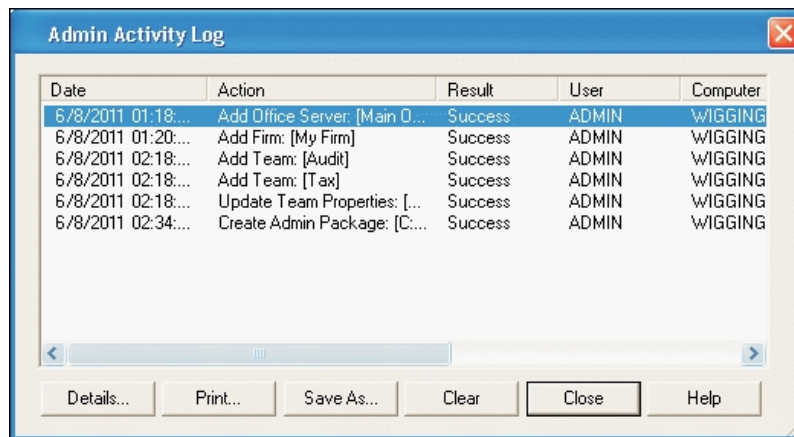 Admin Activity Log
Date Action Result User Computer
6/8/2011 01:18:... Add Office Server: [Main O... Success ADMIN WIGGING
6/8/2011 01:20:... Add Firm: [My Firm] Success ADMIN WIGGING
6/8/2011 02:18:... Add Team: [Audit] Success ADMIN WIGGING
6/8/2011 02:18:... Add Team: [Tax] Success ADMIN WIGGING
6/8/2011 02:18:... Update Team Properties: [... Success ADMIN WIGGING
6/8/2011 02:34:... Create Admin Package: [C:... Success ADMIN WIGGING
Details... Print... Save As... Clear Close Help